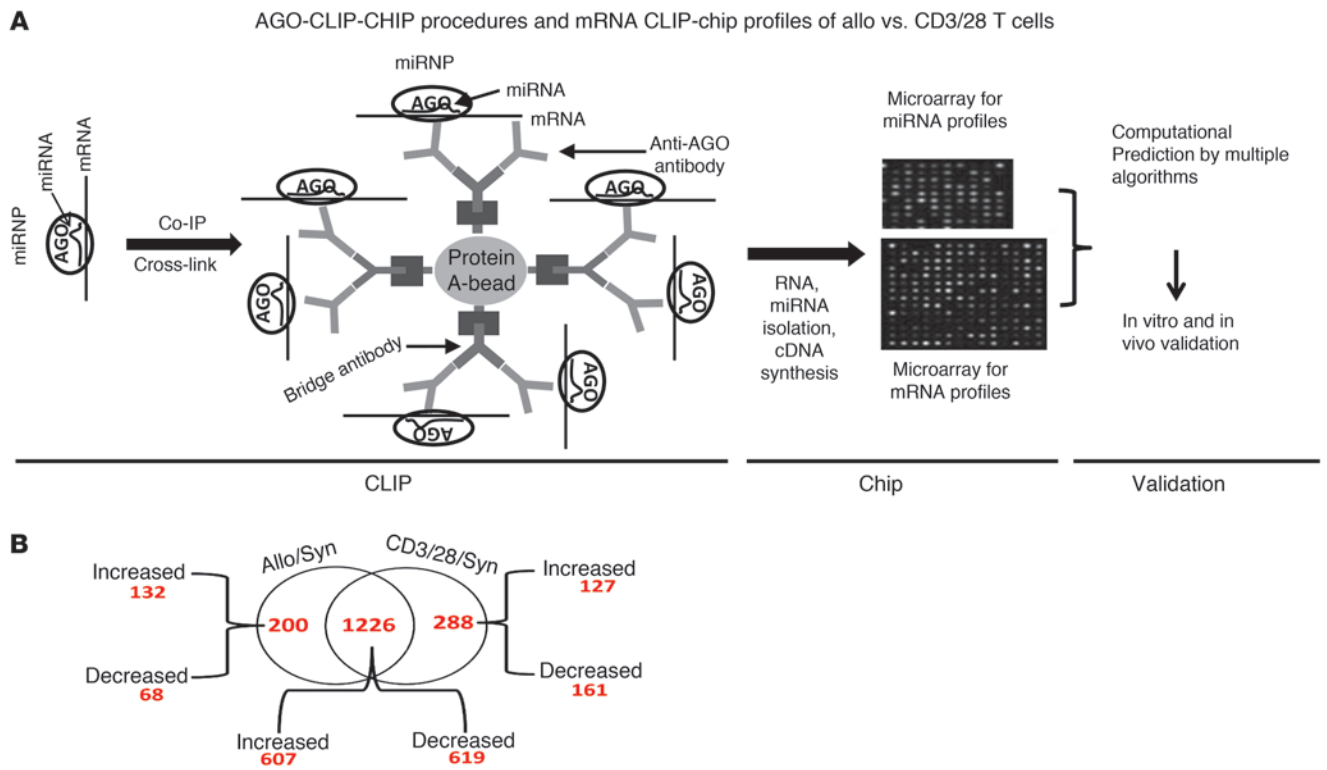 A
AGO-CLIP-CHIP procedures and mRNA CLIP-chip profiles of allo vs. CD3/28 T cells
miRNP
miRNA
mRNA
AGO
Co-IP
Cross-link
miRNP
AGO
miRNA
mRNA
Anti-AGO
antibody
AGO
AGO
AGO
AGO
Protein
A-bead
Bridge antibody
AGO
AGO
RNA,
miRNA
isolation,
cDNA
synthesis
Microarray for
miRNA profiles
Microarray for
mRNA profiles
Computational
Prediction by multiple
algorithms
In vitro and in
vivo validation
CLIP
Chip
Validation
B
Allo/Syn
CD3/28/Syn
Increased
132
Decreased
68
200
1226
288
Increased
127
Decreased
161
Increased
607
Decreased
619